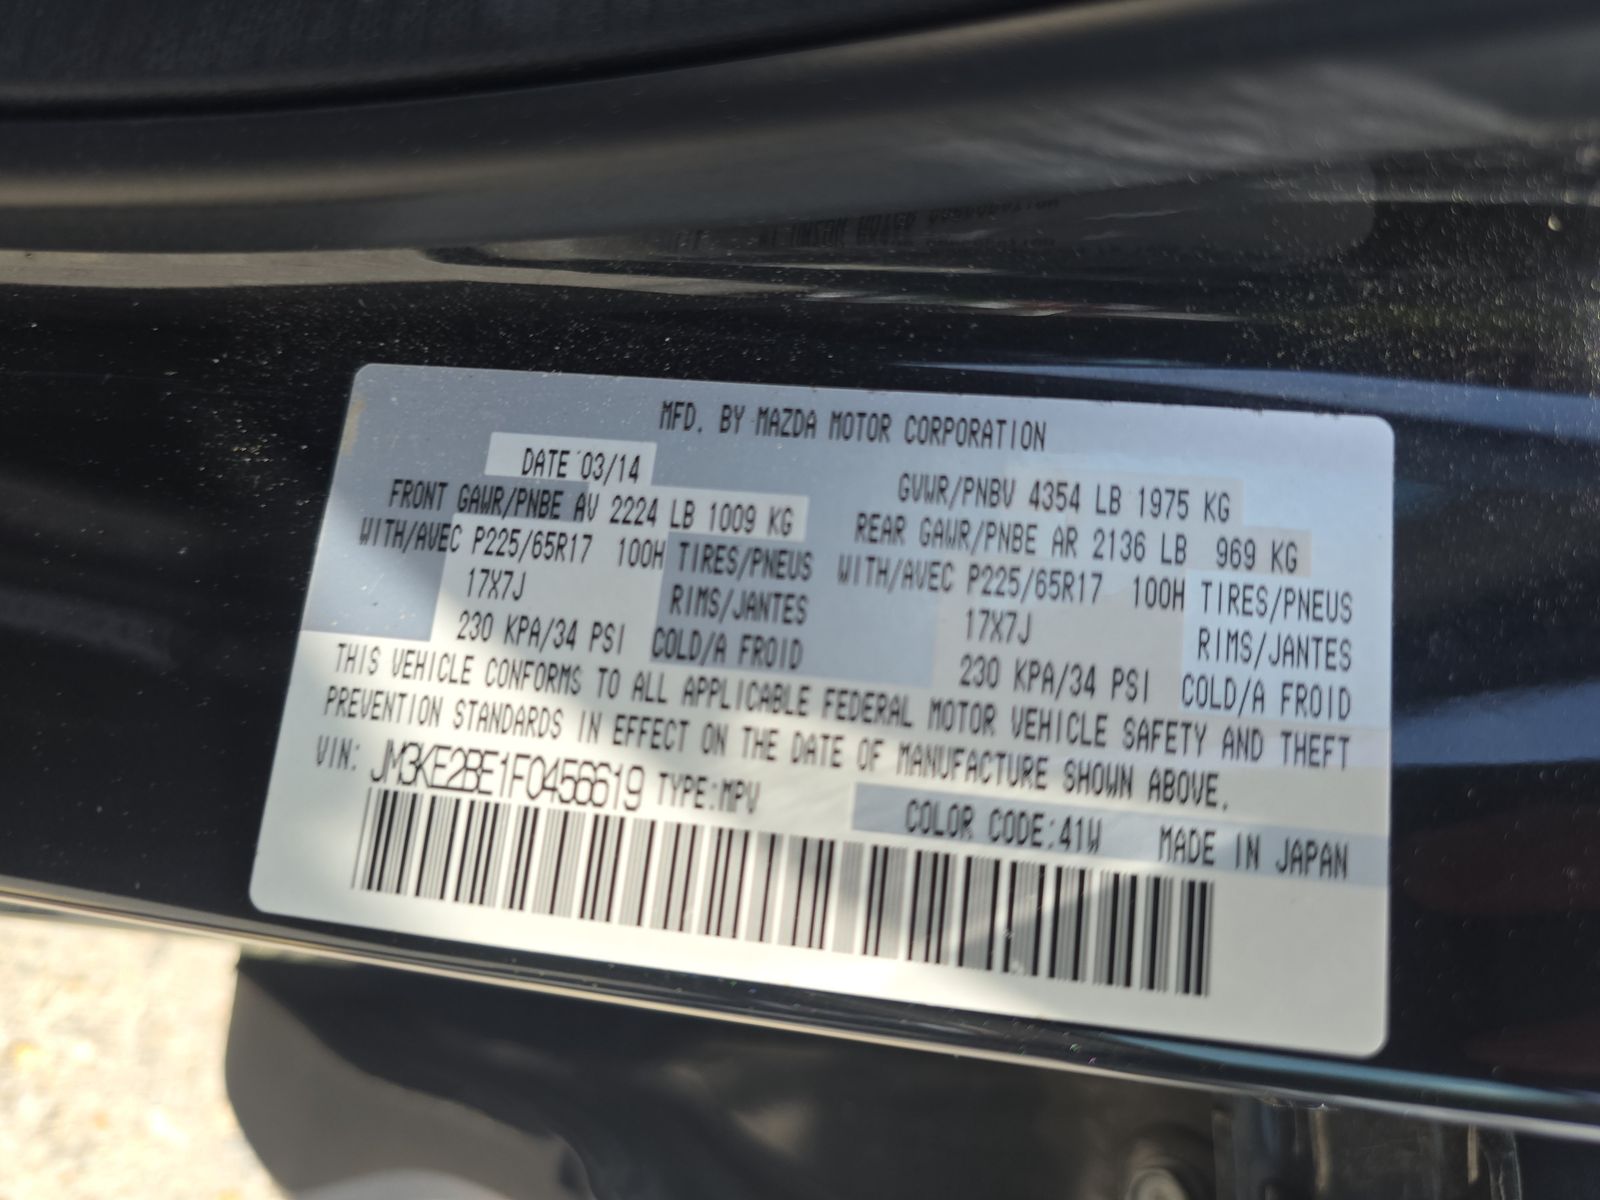 MFD. BY MAZDA MOTOR CORPORATION
DATE 03/14
GVWR/PNBV 4354 LB 1975 KG
FRONT GAWR/PNBE AV 2224 LB 1009 KG
REAR GAWR/PNBE AR 2136 LB 969 KG
WITH/AVEC P225/65R17 100H TIRES/PNEUS
WITH/AVEC P225/65R17 100H TIRES/PNEUS
17X7J RIMS/JANTES
17X7J RIMS/JANTES
230 KPA/34 PSI COLD/A FROID
230 KPA/34 PSI COLD/A FROID
THIS VEHICLE CONFORMS TO ALL APPLICABLE FEDERAL MOTOR VEHICLE SAFETY AND THEFT
PREVENTION STANDARDS IN EFFECT ON THE DATE OF MANUFACTURE SHOWN ABOVE.
VIN: JM3KE2BE1F0456619 TYPE:MPV
COLOR CODE:41W MADE IN JAPAN